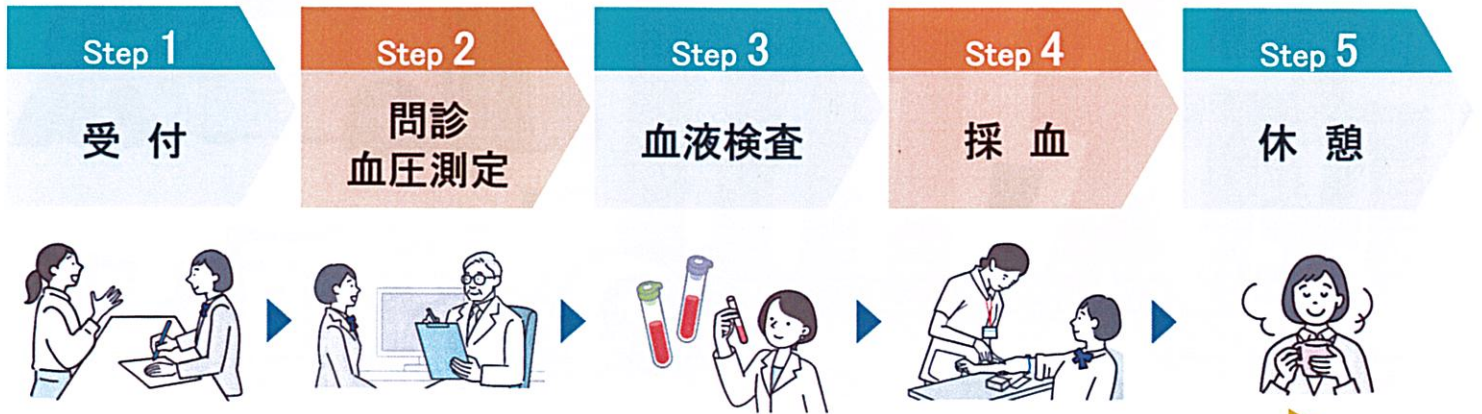 Step 1
受 付
Step 2
問診
血圧測定
Step 3
血液検査
Step 4
採 血
Step 5
休 憩